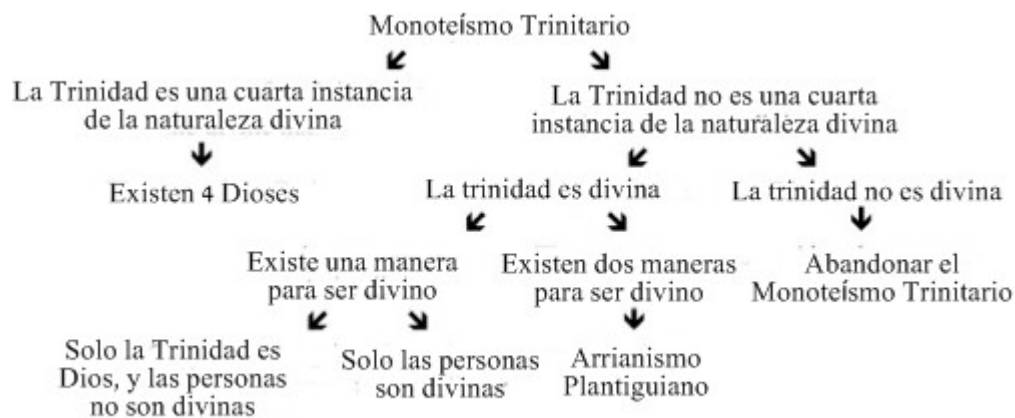 Monoteísmo Trinitario
La Trinidad es una cuarta instancia
de la naturaleza divina
La Trinidad no es una cuarta
instancia de la naturaleza divina
Existen 4 Dioses
La trinidad es divina
La trinidad no es divina
Existe una manera
para ser divino
Existen dos maneras
para ser divino
Abandonar el
Monoteísmo Trinitario
Solo la Trinidad es
Dios, y las personas
no son divinas
Solo las personas
son divinas
Arrianismo
Plantiguiano